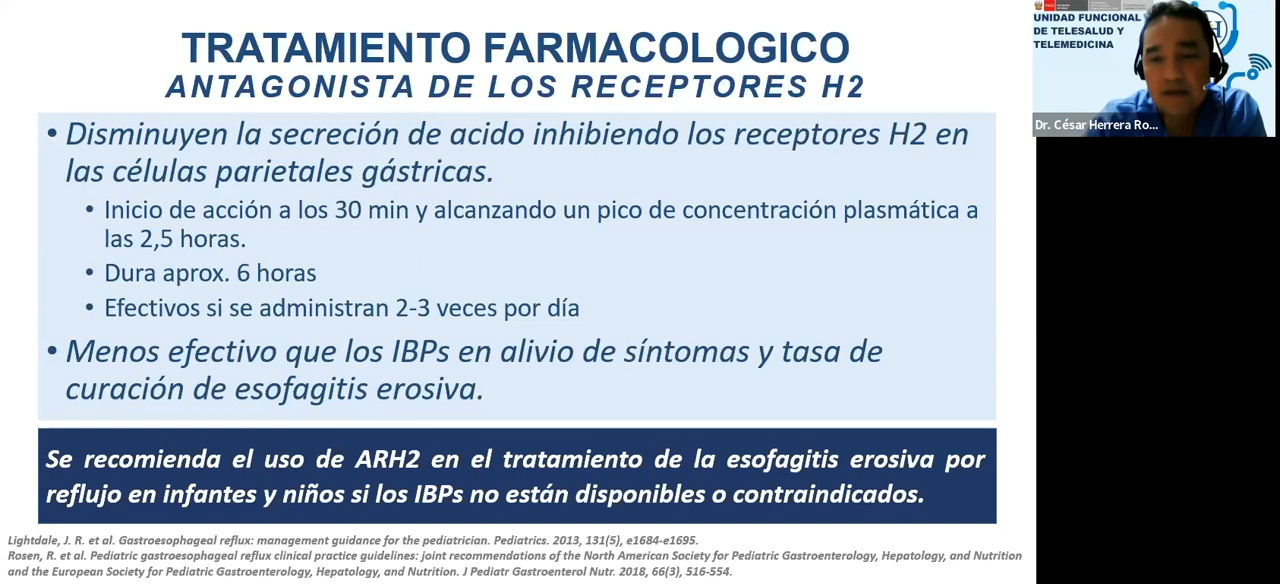 TRATAMIENTO FARMACOLOGICO
ANTAGONISTA DE LOS RECEPTORES H2
• Disminuyen la secreción de acido inhibiendo los receptores H2 en
las células parietales gástricas.
• Inicio de acción a los 30 min y alcanzando un pico de concentración plasmática a
las 2,5 horas.
• Dura aprox. 6 horas
• Efectivos si se administran 2-3 veces por día
• Menos efectivo que los IBPs en alivio de síntomas y tasa de
curación de esofagitis erosiva.
Se recomienda el uso de ARH2 en el tratamiento de la esofagitis erosiva por
reflujo en infantes y niños si los IBPs no están disponibles o contraindicados.
Lightdale, J. R. et al. Gastroesophageal reflux: management guidance for the pediatrician. Pediatrics. 2013, 131(5), e1684-e1695.
Rosen, R. et al. Pediatric gastroesophageal reflux clinical practice guidelines: joint recommendations of the North American Society for Pediatric Gastroenterology, Hepatology, and Nutrition
and the European Society for Pediatric Gastroenterology, Hepatology, and Nutrition. J Pediatr Gastroenterol Nutr. 2018, 66(3), 516-554.
UNIDAD FUNCIONAL
DE TELESALUD Y
TELEMEDICINA
H
Dr. César Herrera Ro...